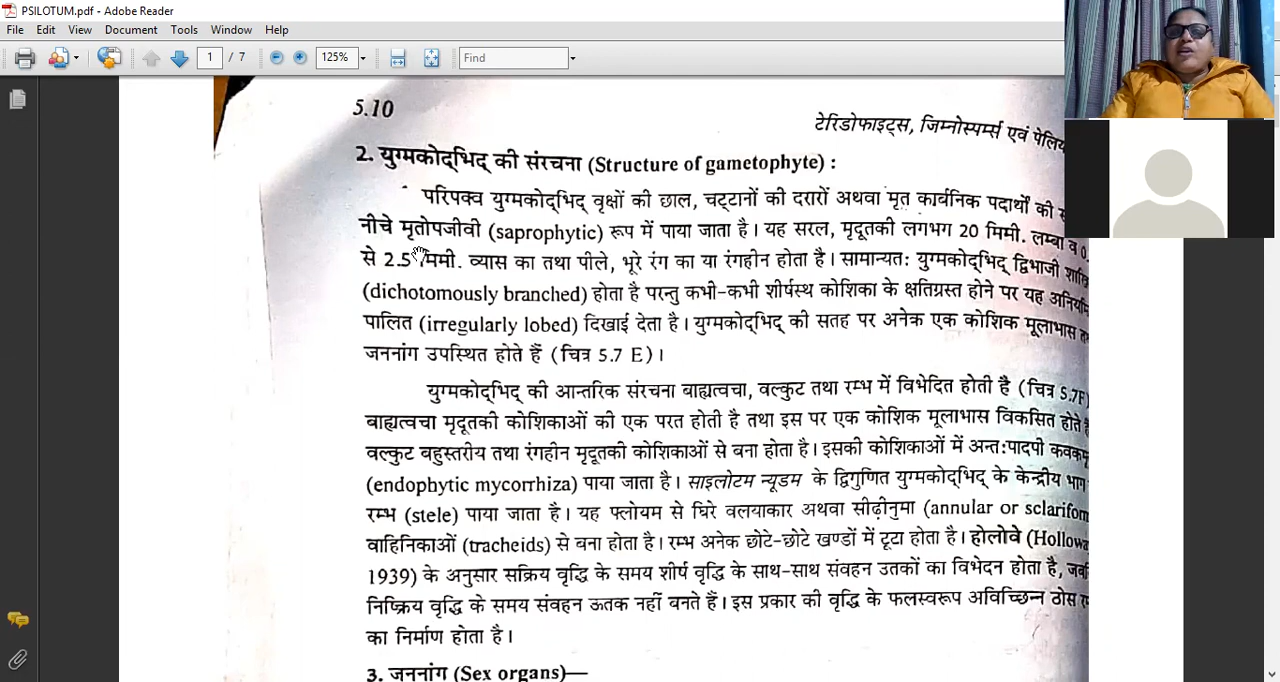 PSILOTUM.pdf - Adobe Reader
File Edit View Document Tools Window Help
1 / 7 125% Find
5.10
टेरिडोफाइट्स, जिम्नोस्पर्म्स एवं
2. युग्मकोद्भिद् की संरचना (Structure of gametophyte) :
परिपक्व युग्मकोद्भिद् वृक्षों की छाल, चट्टानों की दरारों अथवा मृत कार्वनिक पदार्थों की
नीचे मृतोपजीवी (saprophytic) रूप में पाया जाता है। यह सरल, मृदूतकी लगभग 20 मिमी. लम्बा व
से 2.5 मिमी. व्यास का तथा पीले, भूरे रंग का या रंगहीन होता है। सामान्यतः युग्मकोद्भिद् द्विभाजी
(dichotomously branched) होता है परन्तु कभी-कभी शीर्षस्थ कोशिका के क्षतिग्रस्त होने पर यह
पालित (irregularly lobed) दिखाई देता है। युग्मकोद्भिद् की सतह पर अनेक एक कोशिक मूलाभास
जननांग उपस्थित होते हैं (चित्र 5.7 E)।
युग्मकोद्भिद् की आन्तरिक संरचना बाह्यत्वचा, वल्कुट तथा रम्भ में विभेदित होती है (चित्र 5.7F)
बाह्यत्वचा मृदूतकी कोशिकाओं की एक परत होती है तथा इस पर एक कोशिक मूलाभास विकसित होते
वल्कुट बहुस्तरीय तथा रंगहीन मृदूतकी कोशिकाओं से बना होता है। इसकी कोशिकाओं में अन्तःपादपी
(endophytic mycorrhiza) पाया जाता है। साइलोटम न्यूडम के द्विगुणित युग्मकोद्भिद् के केन्द्रीय भाग
रम्भ (stele) पाया जाता है। यह फ्लोयम से घिरे वलयाकार अथवा सीढ़ीनुमा (annular or sclariform
वाहिनिकाओं (tracheids) से बना होता है। रम्भ अनेक छोटे-छोटे खण्डों में टूटा होता है। होलोवे (Hollowa
1939) के अनुसार सक्रिय वृद्धि के समय शीर्ष वृद्धि के साथ-साथ संवहन उतकों का विभेदन होता है,
निष्क्रिय वृद्धि के समय संवहन ऊतक नहीं बनते हैं। इस प्रकार की वृद्धि के फलस्वरूप अविच्छिन्न ठोस
का निर्माण होता है।
3. जननांग (Sex organs)—